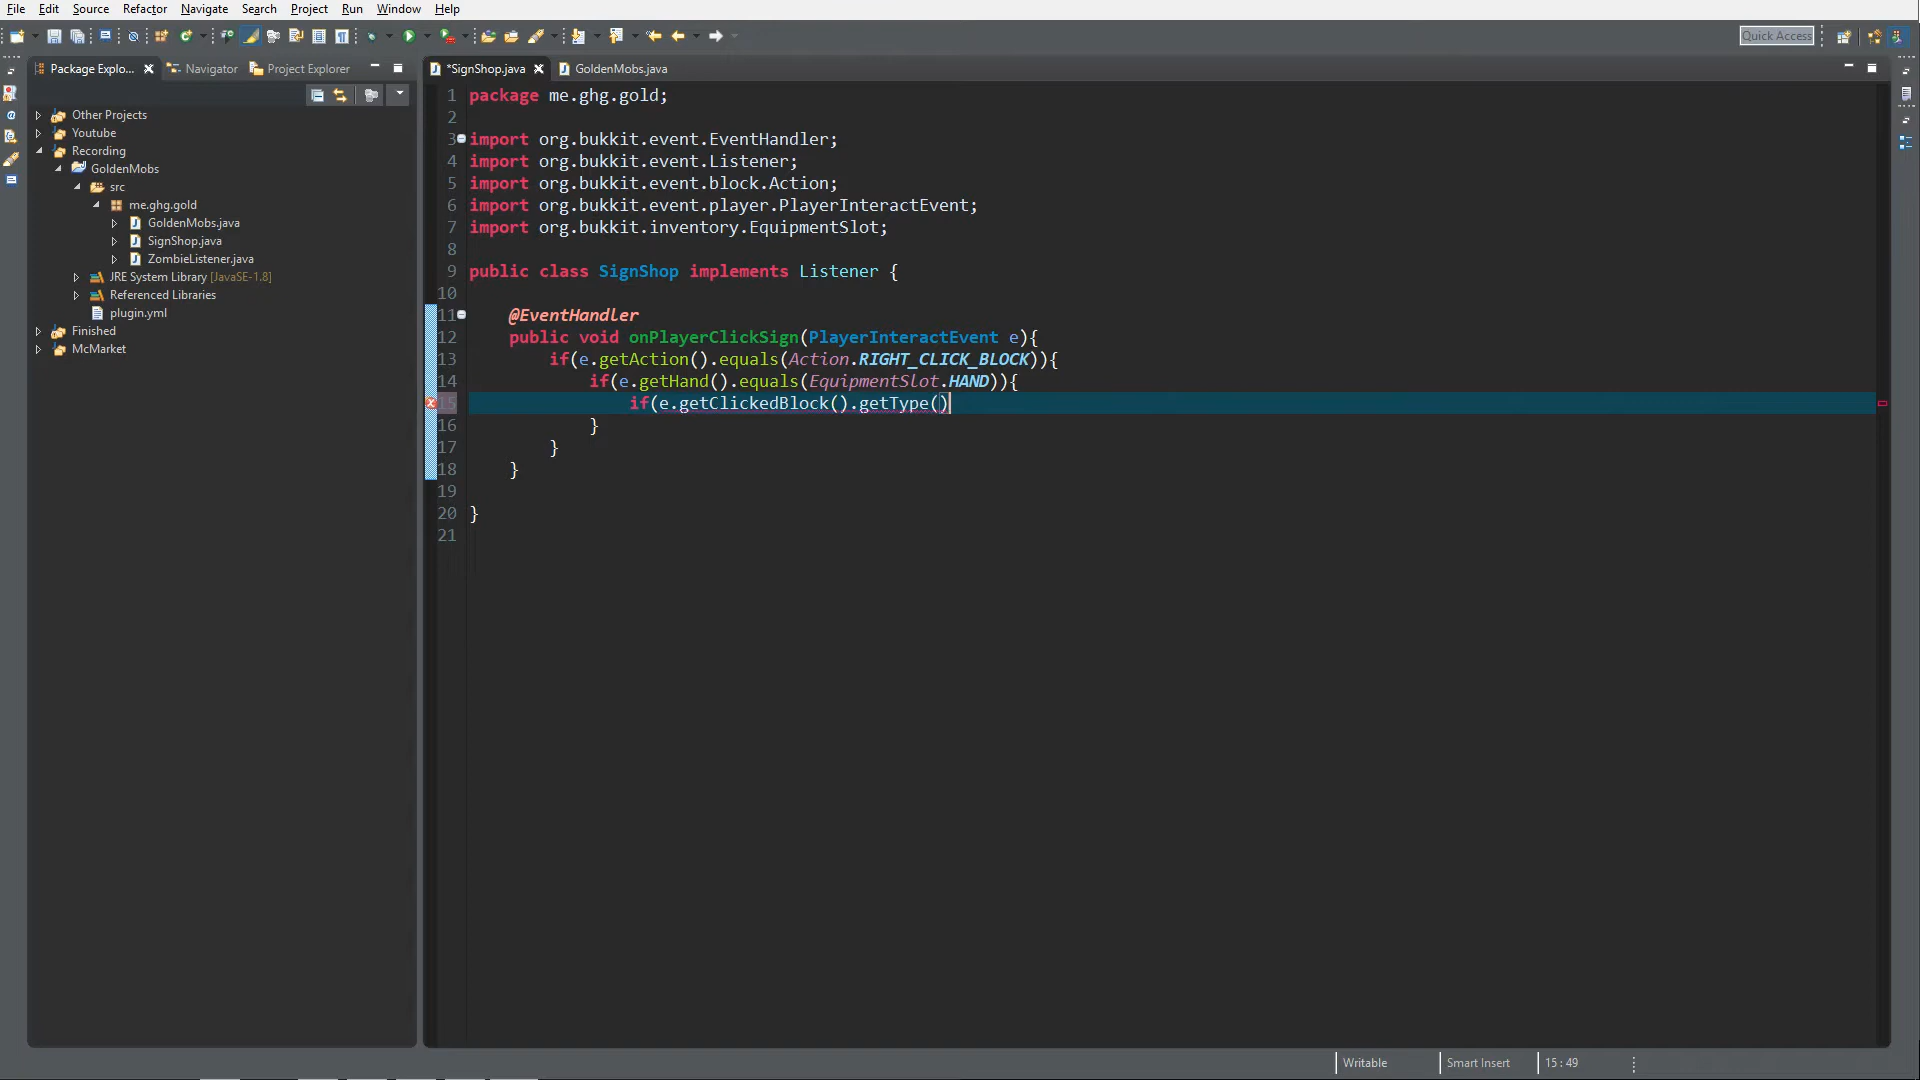 File Edit Source Refactor Navigate Search Project Run Window Help
Quick Access
Package Explo... Navigator Project Explorer
*SignShop.java GoldenMobs.java
Other Projects
Youtube
Recording
GoldenMobs
src
me.ghg.gold
GoldenMobs.java
SignShop.java
ZombieListener.java
JRE System Library [JavaSE-1.8]
Referenced Libraries
plugin.yml
Finished
McMarket
1 package me.ghg.gold;
2
3 import org.bukkit.event.EventHandler;
4 import org.bukkit.event.Listener;
5 import org.bukkit.event.block.Action;
6 import org.bukkit.event.player.PlayerInteractEvent;
7 import org.bukkit.inventory.EquipmentSlot;
8
9 public class SignShop implements Listener {
10
11 @EventHandler
12 public void onPlayerClickSign(PlayerInteractEvent e){
13 if(e.getAction().equals(Action.RIGHT_CLICK_BLOCK)){
14 if(e.getHand().equals(EquipmentSlot.HAND)){
15 if(e.getClickedBlock().getType()
16 }
17 }
18 }
19
20 }
21
Writable Smart Insert 15 : 49